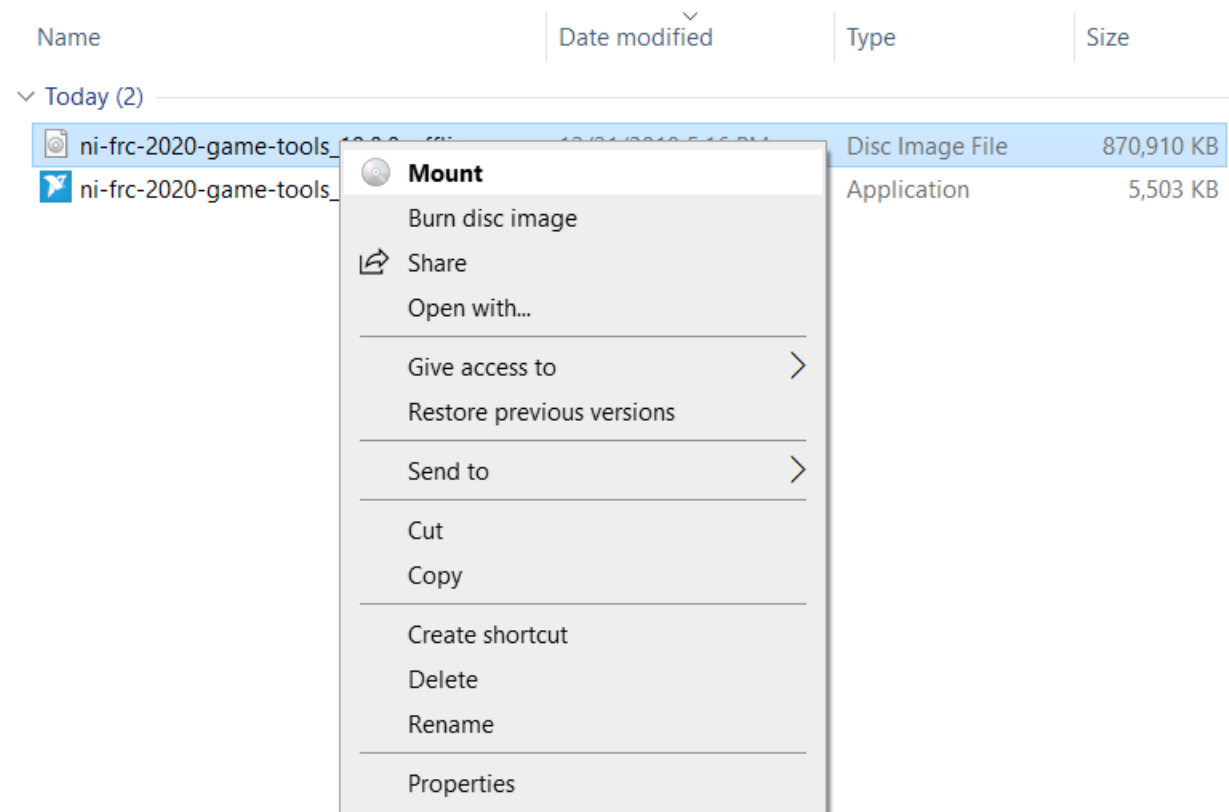 Name Date modified Type Size
Today (2)
ni-frc-2020-game-tools_ Disc Image File 870,910 KB
ni-frc-2020-game-tools_ Application 5,503 KB
Mount
Burn disc image
Share
Open with...
Give access to
Restore previous versions
Send to
Cut
Copy
Create shortcut
Delete
Rename
Properties